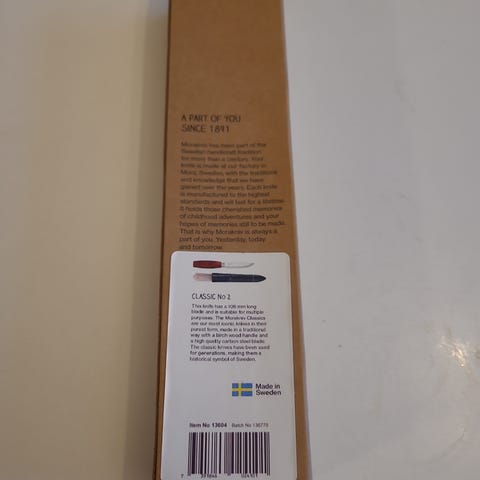 A PART OF YOU
SINCE 1891
Morakniv has been part of the
Swedish handicraft tradition
for more than a century. Your
knife is made at our factory in
Mora, Sweden, with the traditions
and knowledge that we have
gained over the years. Each knife
is manufactured to the highest
standards and will last for a lifetime.
It holds those cherished memories
of childhood adventures and your
hopes of memories still to be made.
That is why Morakniv is always a
part of you. Yesterday, today
and tomorrow.
CLASSIC No 2
This knife has a 106 mm long
blade and is suitable for multiple
purposes. The Morakniv Classics
are our most iconic knives in their
purest form, made in a traditional
way with a birch wood handle and
a high quality carbon steel blade.
The classic knives have been used
for generations, making them a
historical symbol of Sweden.
Made in
Sweden
Item No 13604 Batch No 136770
7 391846